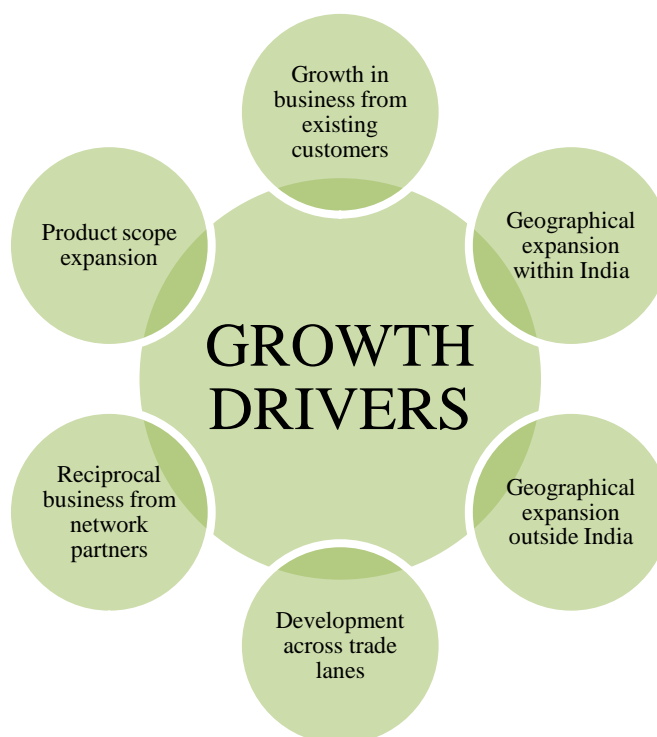 Growth in
business from
existing
customers
Geographical
expansion
within India
Geographical
expansion
outside India
Development
across trade
lanes
Reciprocal
business from
network
partners
Product scope
expansion
GROWTH
DRIVERS